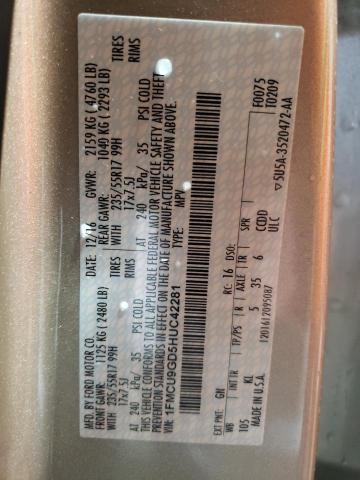 MFD. BY FORD MOTOR CO.
DATE: 12/16 GVWR: 2159 KG (4760 LB)
FRONT GAWR: 1125 KG (2480 LB) REAR GAWR: 1040 KG (2293 LB)
235/55R17 99H TIRES WITH 235/55R17 99H TIRES
17x7.5J RIMS 17x7.5J RIMS
AT 240 kPa/ 35 PSI COLD AT 240 kPa/ 35 PSI COLD
THIS VEHICLE CONFORMS TO ALL APPLICABLE FEDERAL MOTOR VEHICLE SAFETY AND THEFT PREVENTION
STANDARDS IN EFFECT ON THE DATE OF MANUFACTURE SHOWN ABOVE.
VIN: 1FMCU9GD5HUC42281
TYPE: MPV
F0075
T0209
EXT PNT: GN RC: 16 DSO:
WB INT TR TP/PS R AXLE TR SPR
105 KL 5 35 6 CCDD
MADE IN U.S.A. ULC
1201612095087
▽5U5A-3520472-AA